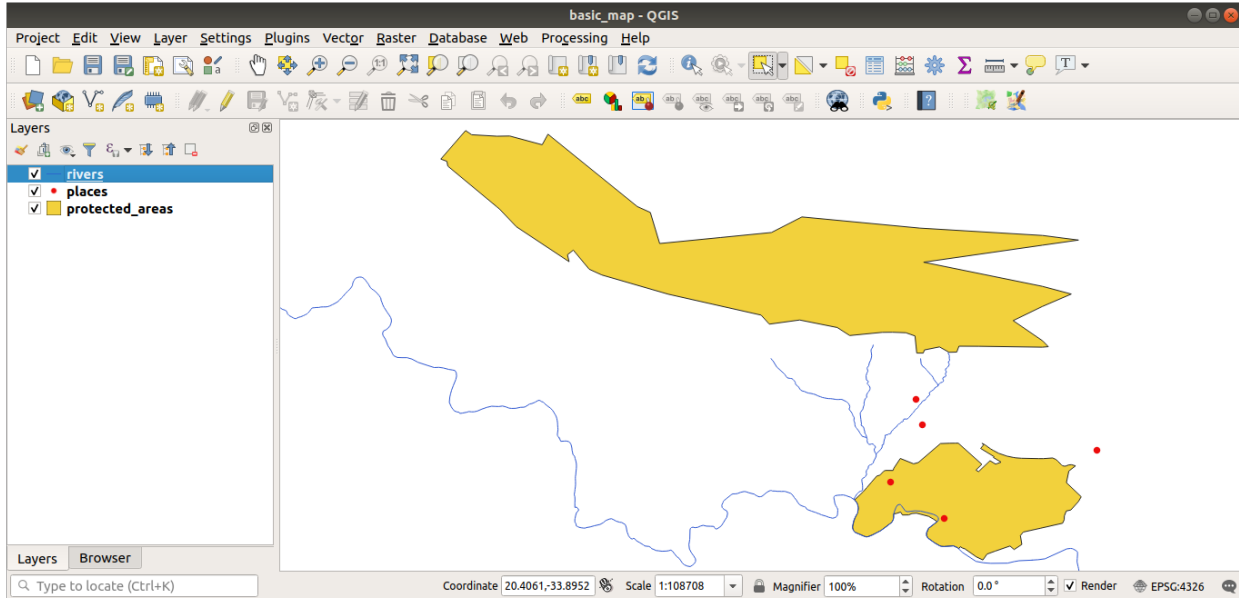 basic_map - QGIS
Project Edit View Layer Settings Plugins Vector Raster Database Web Processing Help
Layers
rivers
places
protected_areas
Layers Browser
Type to locate (Ctrl+K) Coordinate 20.4061,-33.8952 Scale 1:108708 Magnifier 100% Rotation 0.0 ° Render EPSG:4326